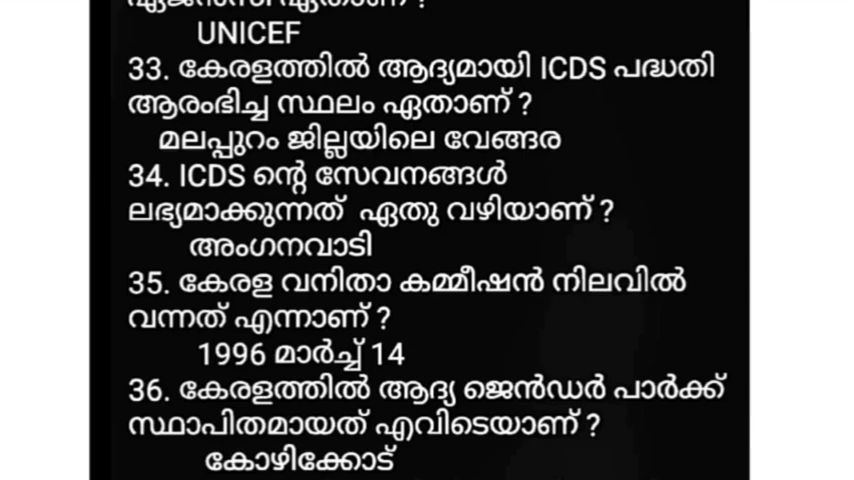 ഏജൻസി ഏതാണ് ?
UNICEF
33. കേരളത്തിൽ ആദ്യമായി ICDS പദ്ധതി
ആരംഭിച്ച സ്ഥലം ഏതാണ് ?
മലപ്പുറം ജില്ലയിലെ വേങ്ങര
34. ICDS ന്റെ സേവനങ്ങൾ
ലഭ്യമാക്കുന്നത് ഏതു വഴിയാണ് ?
അംഗനവാടി
35. കേരള വനിതാ കമ്മീഷൻ നിലവിൽ
വന്നത് എന്നാണ് ?
1996 മാർച്ച് 14
36. കേരളത്തിൽ ആദ്യ ജെൻഡർ പാർക്ക്
സ്ഥാപിതമായത് എവിടെയാണ് ?
കോഴിക്കോട്